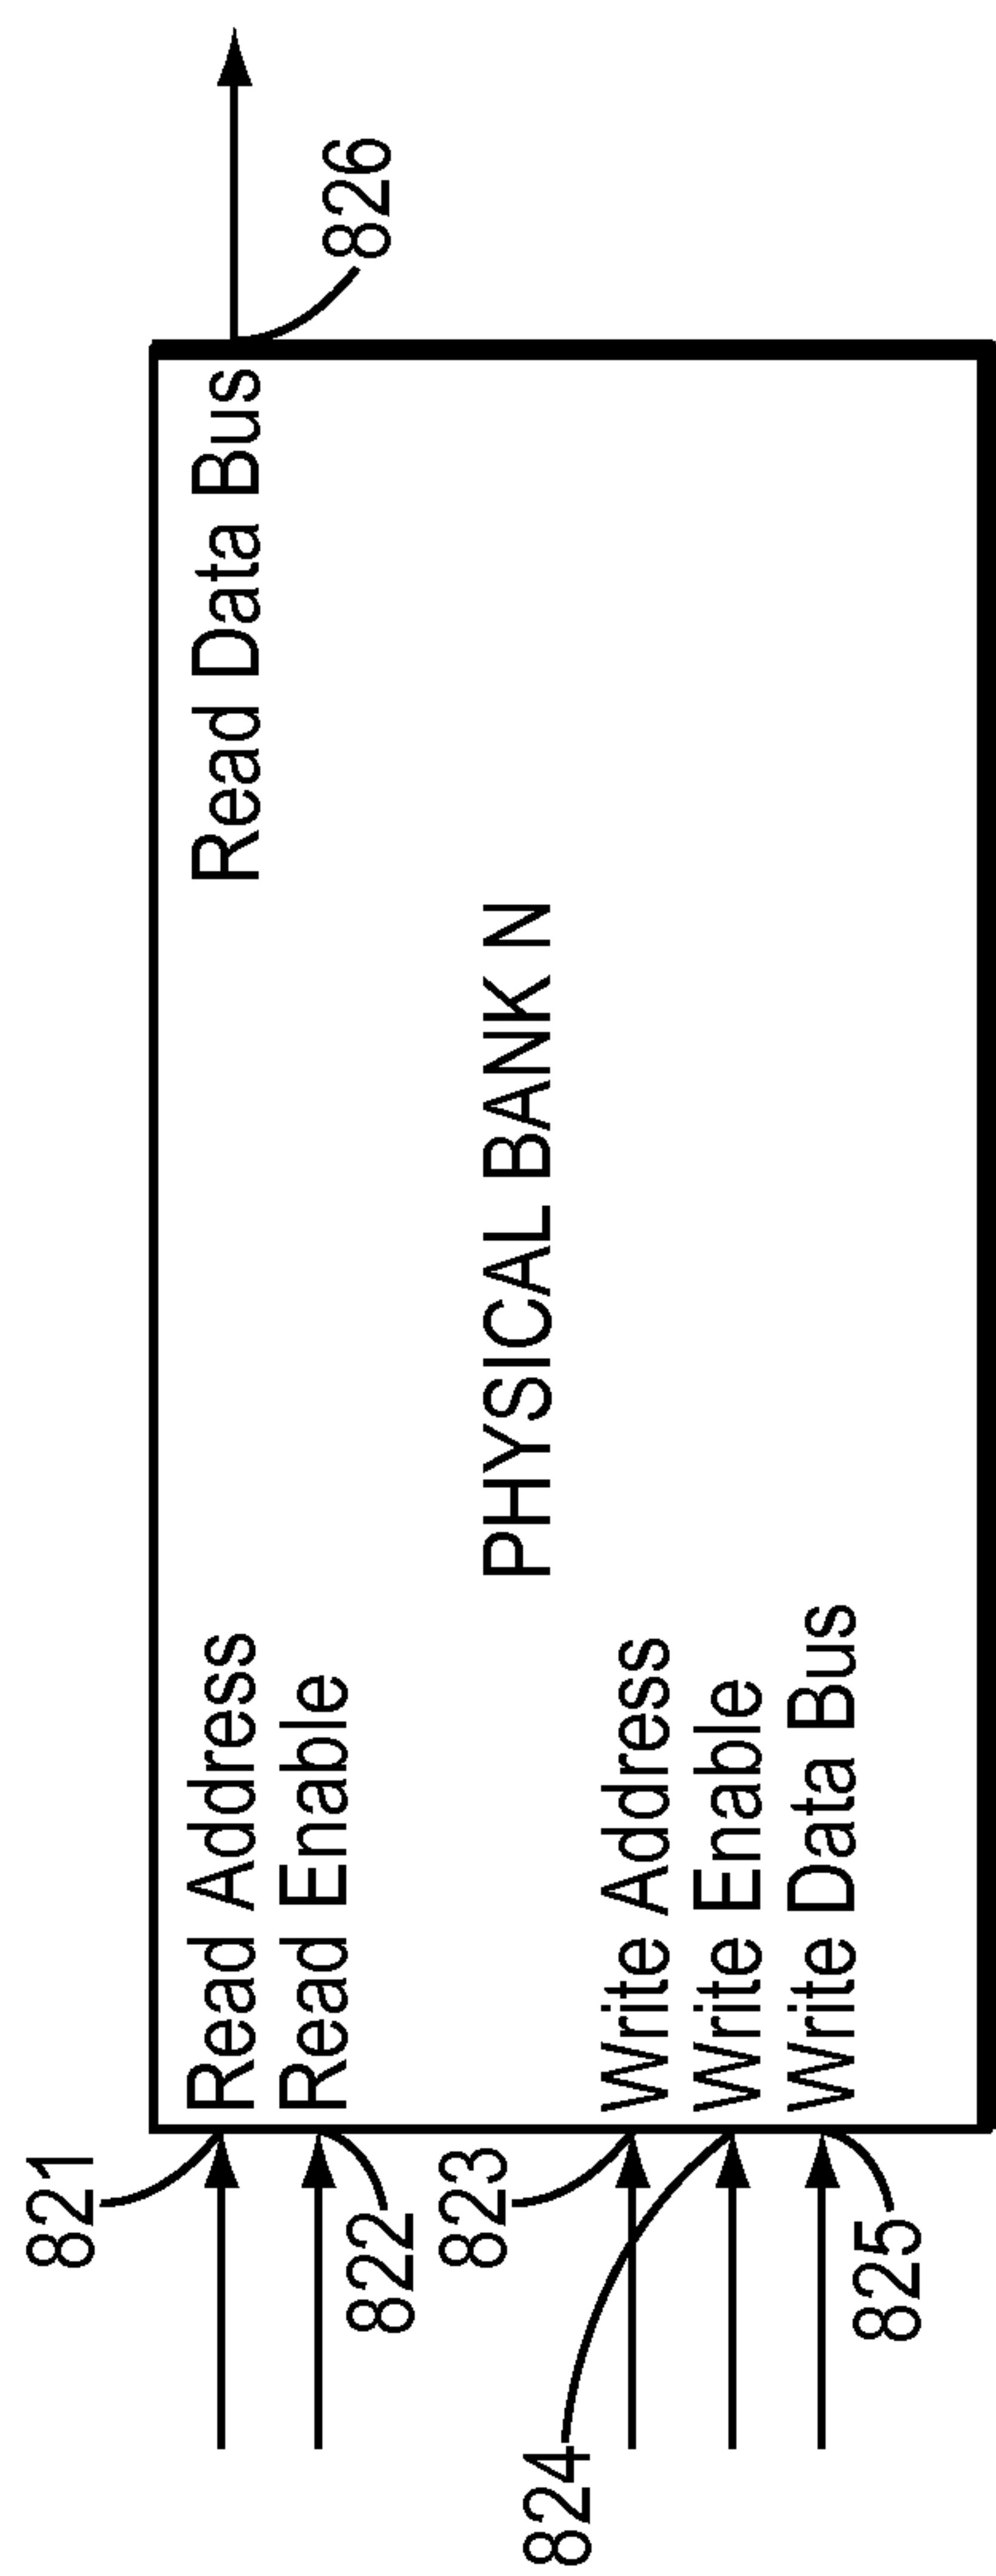 821
Read Address
Read Data Bus
826
822
Read Enable
823
PHYSICAL BANK N
Write Address
824
Write Enable
825
Write Data Bus